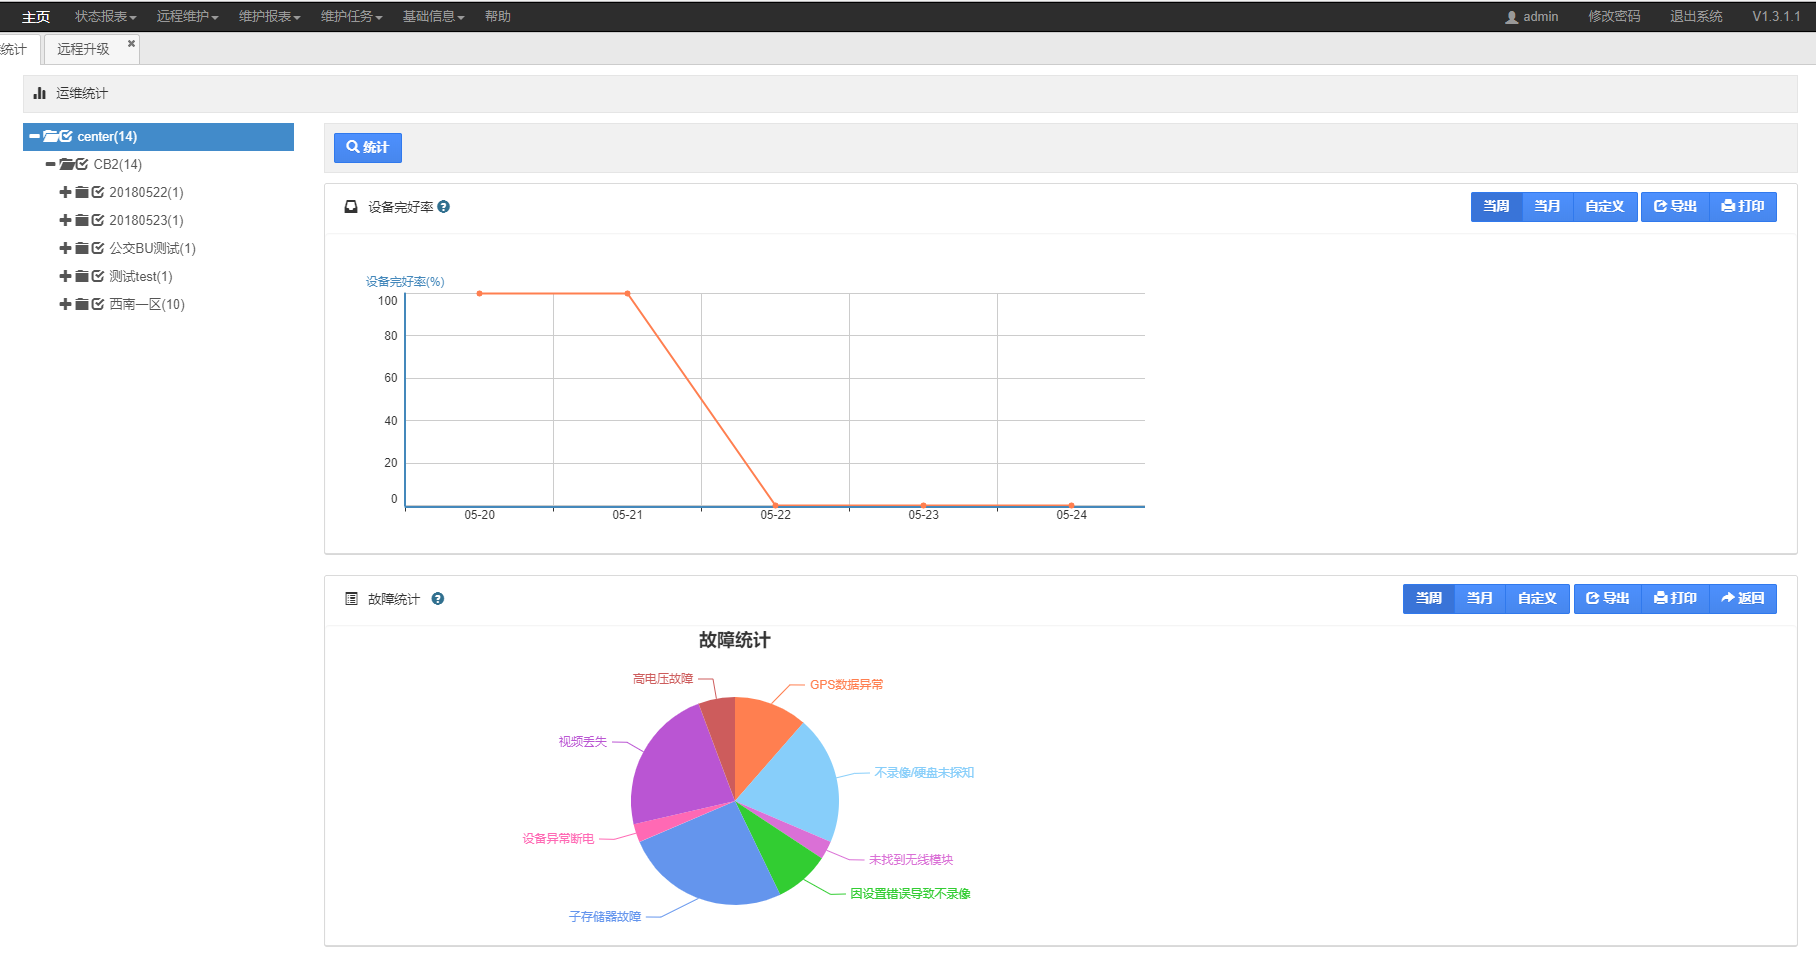 主页 状态报表 远程维护 维护报表 维护任务 基础信息 帮助 admin 修改密码 退出系统 V1.3.1.1
统计 远程升级
运维统计
center(14)
CB2(14)
20180522(1)
20180523(1)
公交BU测试(1)
测试test(1)
西南一区(10)
统计
设备完好率 当周 当月 自定义 导出 打印
设备完好率(%)
100
80
60
40
20
0
05-20 05-21 05-22 05-23 05-24
故障统计 当周 当月 自定义 导出 打印 返回
故障统计
高电压故障
GPS数据异常
视频丢失
不录像/硬盘未探知
设备异常断电
未找到无线模块
因设置错误导致不录像
子存储器故障